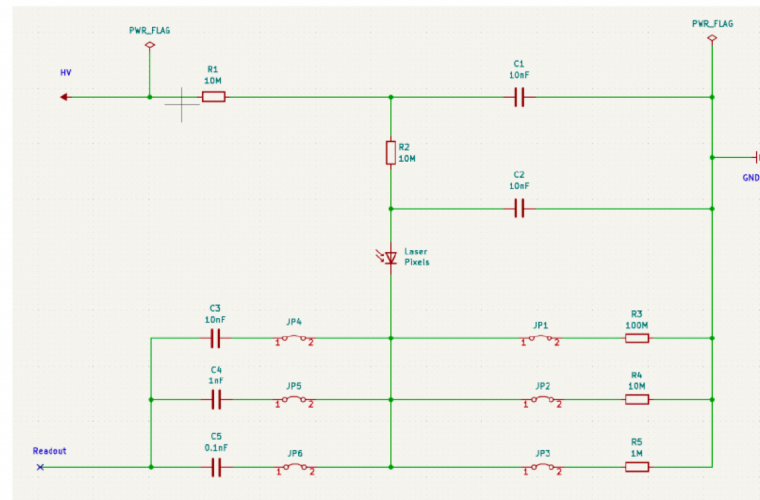 PWR_FLAG
PWR_FLAG
HV
R1
10M
C1
10nF
R2
10M
GND
C2
10nF
Laser
Pixels
C3
10nF
JP4
1 2
JP1
1 2
R3
100M
C4
1nF
JP5
1 2
JP2
1 2
R4
10M
Readout
C5
0.1nF
JP6
1 2
JP3
1 2
R5
1M